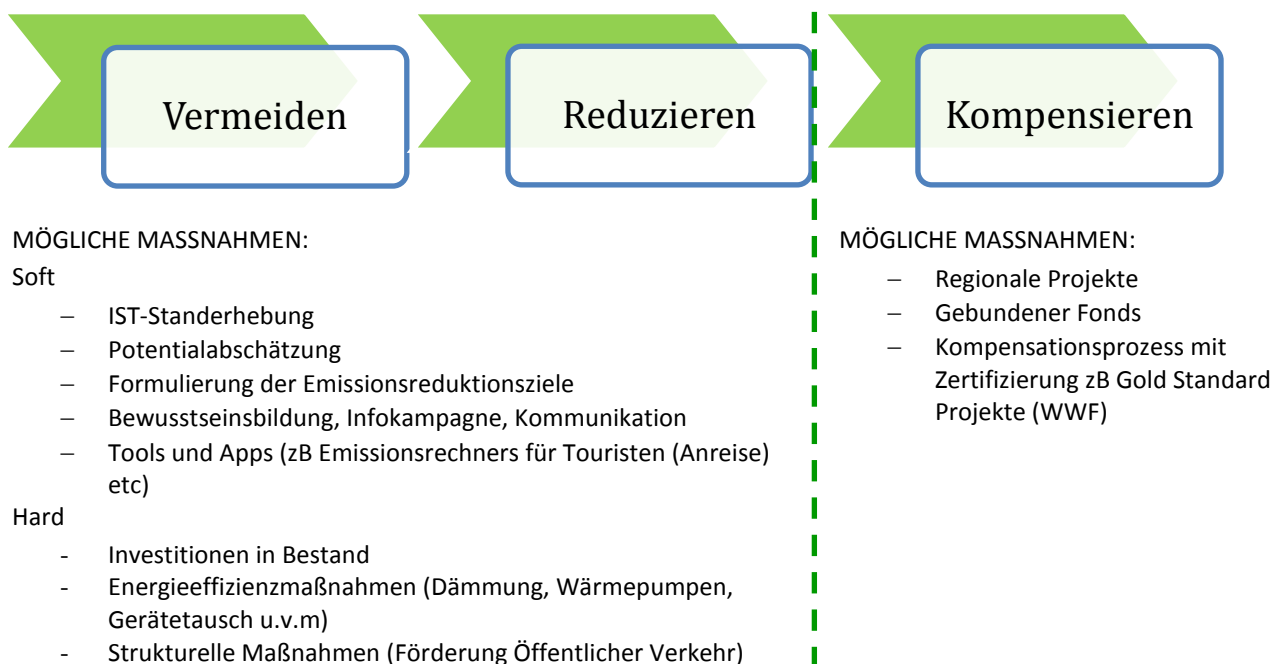 Vermeiden
Reduzieren
Kompensieren
MÖGLICHE MASSNAHMEN:
Soft
– IST-Standerhebung
– Potentialabschätzung
– Formulierung der Emissionsreduktionsziele
– Bewusstseinsbildung, Infokampagne, Kommunikation
– Tools und Apps (zB Emissionsrechners für Touristen (Anreise)
etc)
Hard
- Investitionen in Bestand
- Energieeffizienzmaßnahmen (Dämmung, Wärmepumpen,
Gerätetausch u.v.m)
- Strukturelle Maßnahmen (Förderung Öffentlicher Verkehr)
MÖGLICHE MASSNAHMEN:
– Regionale Projekte
– Gebundener Fonds
– Kompensationsprozess mit
Zertifizierung zB Gold Standard
Projekte (WWF)